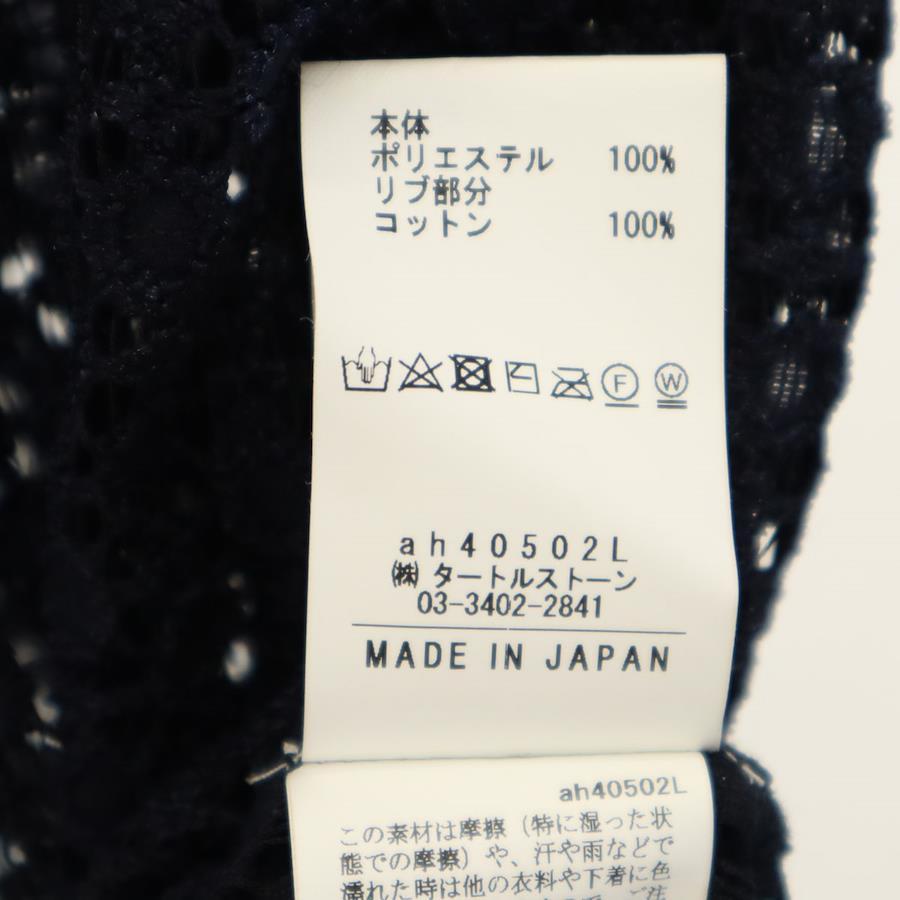 本体
ポリエステル 100%
リブ部分
コットン 100%
F W
ah40502L
㈱ タートルストーン
03-3402-2841
MADE IN JAPAN
ah40502L
この素材は摩擦（特に湿った状
態での摩擦）や、汗や雨などで
濡れた時は他の衣料や下着に色